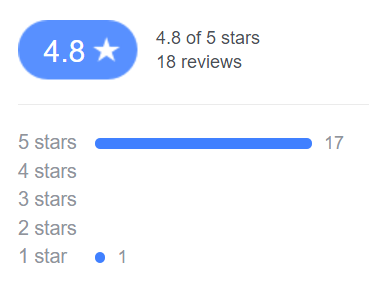 4.8 ★
4.8 of 5 stars
18 reviews
5 stars 17
4 stars
3 stars
2 stars
1 star 1